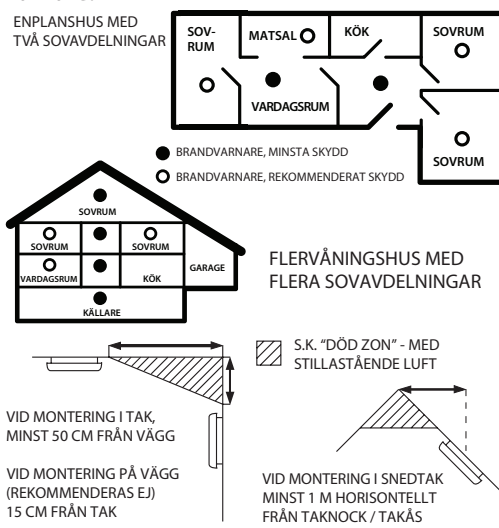 ENPLANSHUS MED
TVÅ SOVAVDELNINGAR
SOV-
RUM
MATSAL
KÖK
SOVRUM
VARDAGSRUM
SOVRUM
BRANDVARNARE, MINSTA SKYDD
BRANDVARNARE, REKOMMENDERAT SKYDD
SOVRUM
SOVRUM
SOVRUM
VARDAGSRUM
KÖK
GARAGE
KÄLLARE
FLERVÅNINGSHUS MED
FLERA SOVAVDELNINGAR
S.K. "DÖD ZON" - MED
STILLASTÅENDE LUFT
VID MONTERING I TAK,
MINST 50 CM FRÅN VÄGG
VID MONTERING PÅ VÄGG
(REKOMMENDERAS EJ)
15 CM FRÅN TAK
VID MONTERING I SNEDTAK
MINST 1 M HORISONTELLT
FRÅN TAKNOCK / TAKÅS